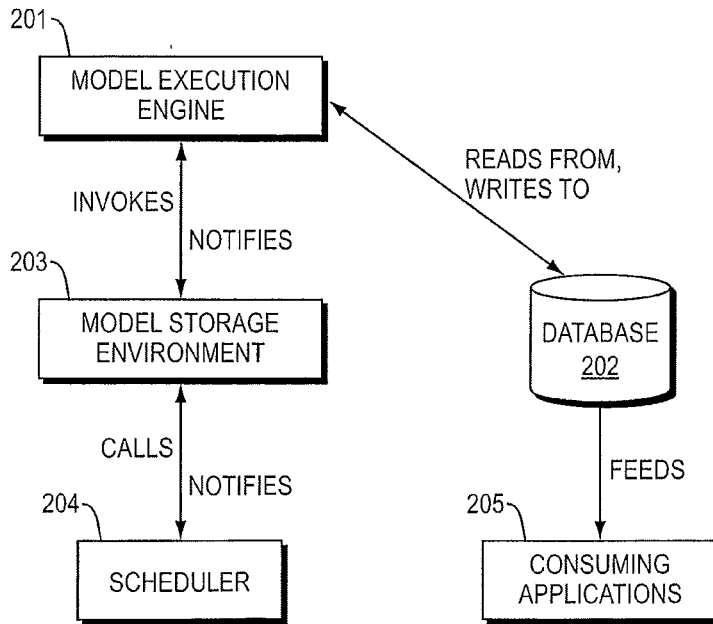 201
MODEL EXECUTION
ENGINE
READS FROM,
WRITES TO
INVOKES
NOTIFIES
203
MODEL STORAGE
ENVIRONMENT
DATABASE
202
CALLS
NOTIFIES
FEEDS
204
SCHEDULER
205
CONSUMING
APPLICATIONS